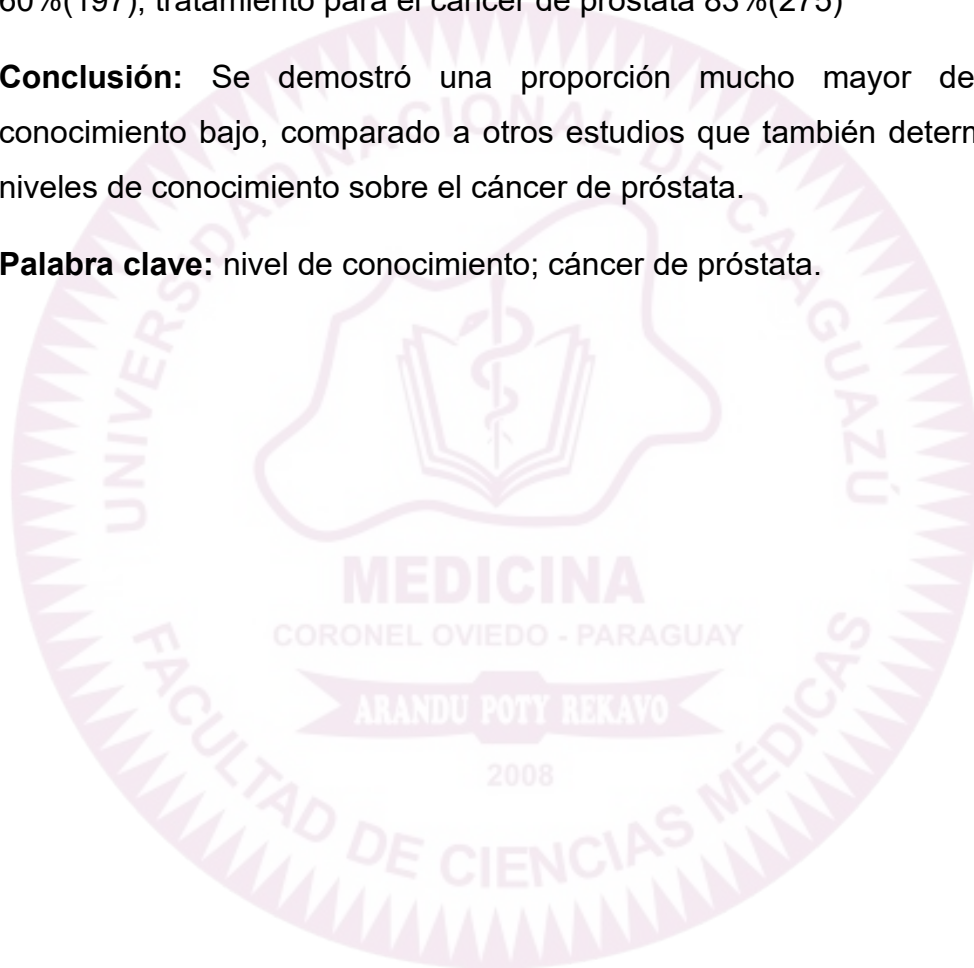 60%(197), tratamiento para el cáncer de próstata 83%(275)
Conclusión: Se demostró una proporción mucho mayor de
conocimiento bajo, comparado a otros estudios que también
niveles de conocimiento sobre el cáncer de próstata.
Palabra clave: nivel de conocimiento; cáncer de próstata.
UNIVERSIDAD NACIONAL DE CAAGUAZÚ
MEDICINA
CORONEL OVIEDO - PARAGUAY
ARANDU POTY REKAVO
2008
FACULTAD DE CIENCIAS MÉDICAS